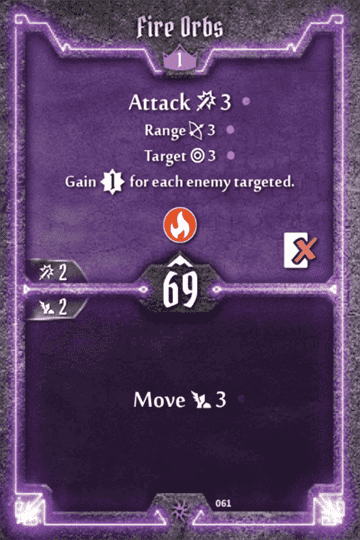 Fire Orbs
1
Attack 3
Range 3
Target 3
Gain 1 for each enemy targeted.
2
69
2
Move 3
061